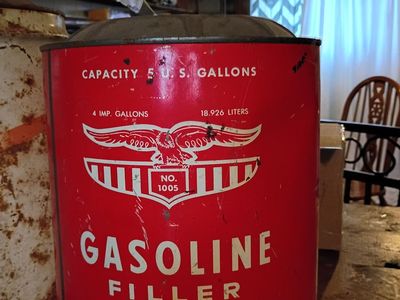 CAPACITY 5 U. S. GALLONS
4 IMP. GALLONS 18.926 LITERS
NO.
1005
GASOLINE
FILLER